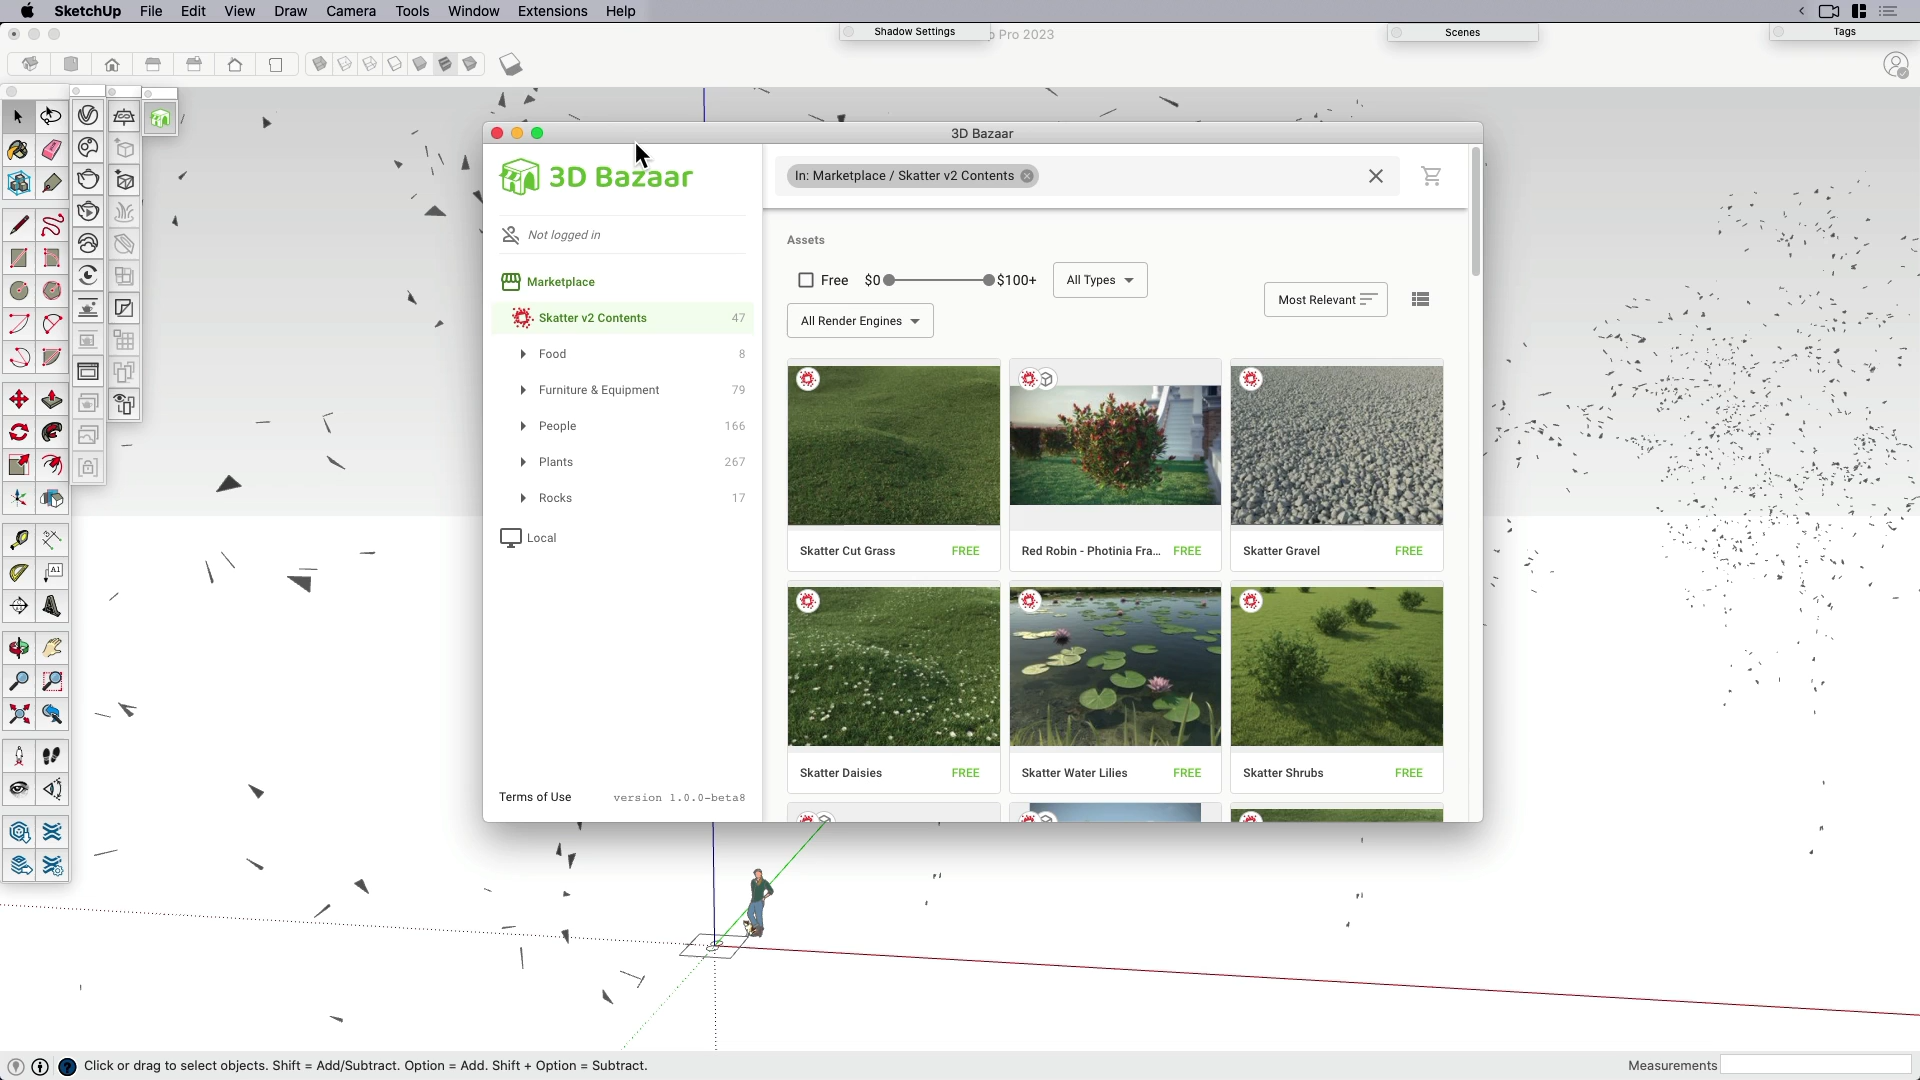 SketchUp File Edit View Draw Camera Tools Window Extensions Help
Shadow Settings
Pro 2023
Scenes
Tags
3D Bazaar
3D Bazaar
In: Marketplace / Skatter v2 Contents
Not logged in
Assets
Marketplace
Free $0 $100+ All Types
Most Relevant
Skatter v2 Contents 47
All Render Engines
Food 8
Furniture & Equipment 79
People 166
Plants 267
Rocks 17
Local
Skatter Cut Grass FREE
Red Robin - Photinia Fra... FREE
Skatter Gravel FREE
A1
Skatter Daisies FREE
Skatter Water Lilies FREE
Skatter Shrubs FREE
Terms of Use version 1.0.0-beta8
Click or drag to select objects. Shift = Add/Subtract. Option = Add. Shift + Option = Subtract.
Measurements